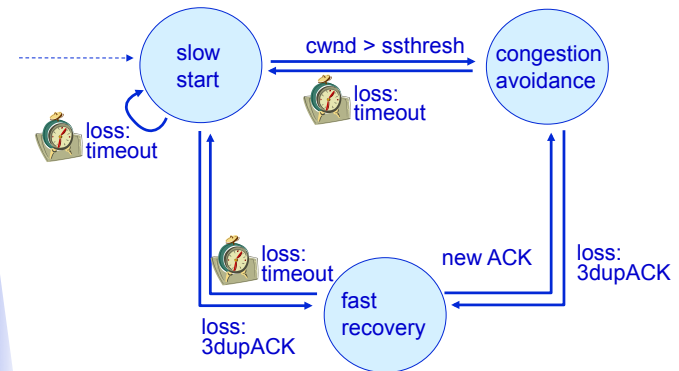 slow
start
cwnd > ssthresh
congestion
avoidance
loss:
timeout
loss:
timeout
loss:
timeout
new ACK
loss:
3dupACK
fast
recovery
loss:
3dupACK